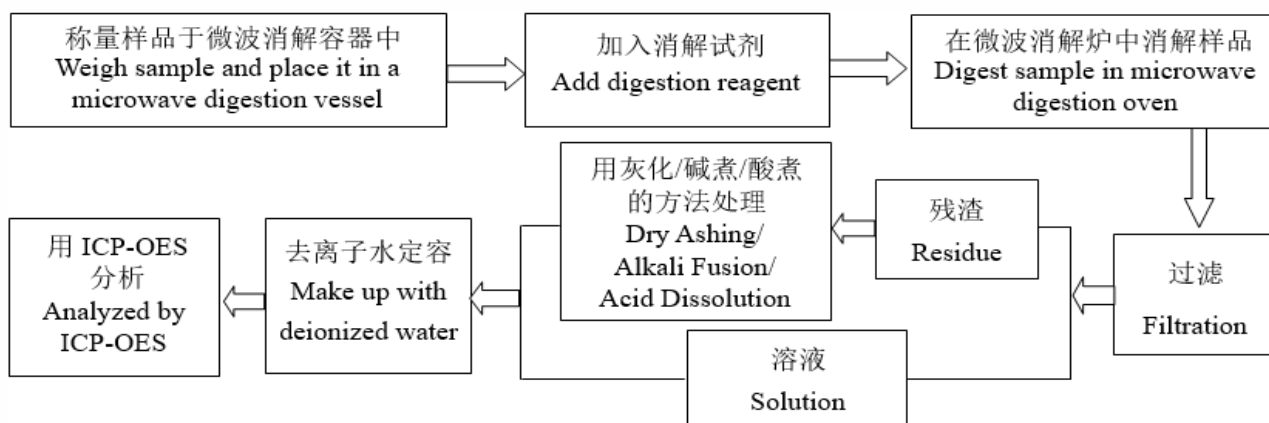 称量样品于微波消解容器中
Weigh sample and place it in a
microwave digestion vessel
加入消解试剂
Add digestion reagent
在微波消解炉中消解样品
Digest sample in microwave
digestion oven
过滤
Filtration
残渣
Residue
用灰化/碱煮/酸煮
的方法处理
Dry Ashing/
Alkali Fusion/
Acid Dissolution
溶液
Solution
去离子水定容
Make up with
deionized water
用 ICP-OES
分析
Analyzed by
ICP-OES